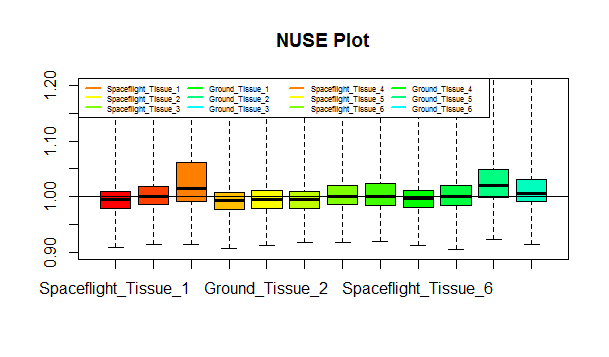 NUSE Plot
Spaceflight_Tissue_1 Ground_Tissue_1 Spaceflight_Tissue_4 Ground_Tissue_4
Spaceflight_Tissue_2 Ground_Tissue_2 Spaceflight_Tissue_5 Ground_Tissue_5
Spaceflight_Tissue_3 Ground_Tissue_3 Spaceflight_Tissue_6 Ground_Tissue_6
1.20
1.10
1.00
0.90
Spaceflight_Tissue_1 Ground_Tissue_2 Spaceflight_Tissue_6